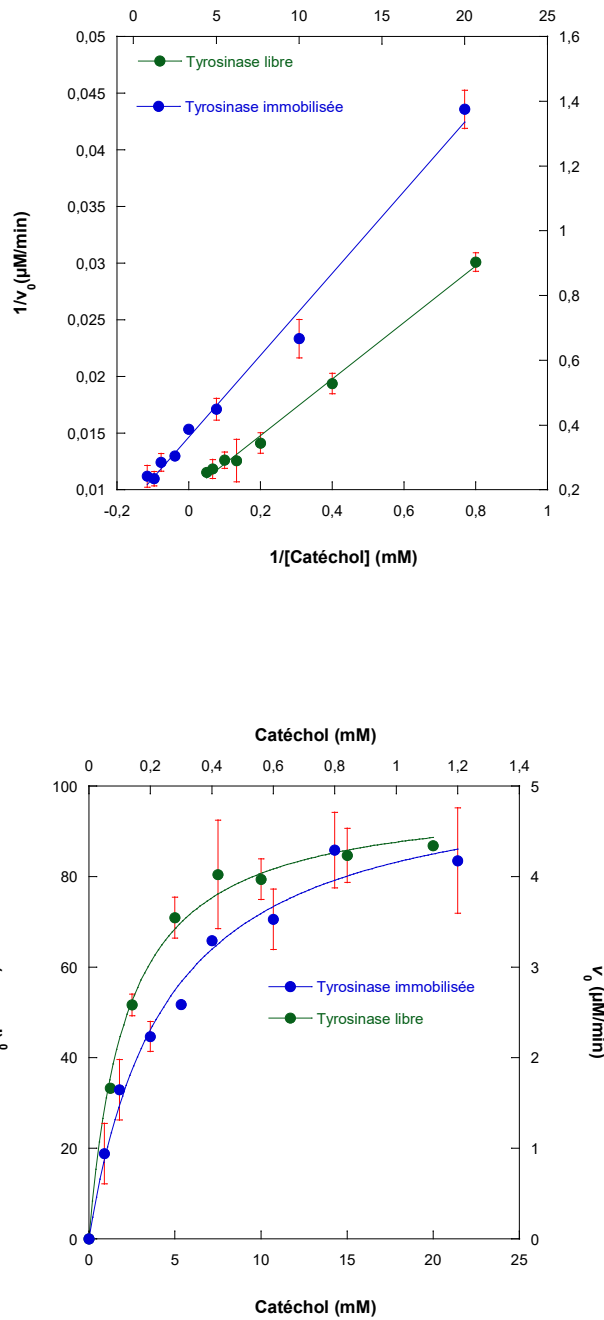 0 5 10 15 20 25
0,05
0,045
0,04
0,035
0,03
0,025
0,02
0,015
0,01
1,6
1,4
1,2
1
0,8
0,6
0,4
0,2
Tyrosinase libre
Tyrosinase immobilisée
1/v0(µM/min)
-0,2 0 0,2 0,4 0,6 0,8 1
1/[Catéchol] (mM)
Catéchol (mM)
0 0,2 0,4 0,6 0,8 1 1,2 1,4
100
80
60
40
20
0
5
4
3
2
1
0
Tyrosinase immobilisée
Tyrosinase libre
v0 (µM/min)
0 5 10 15 20 25
Catéchol (mM)